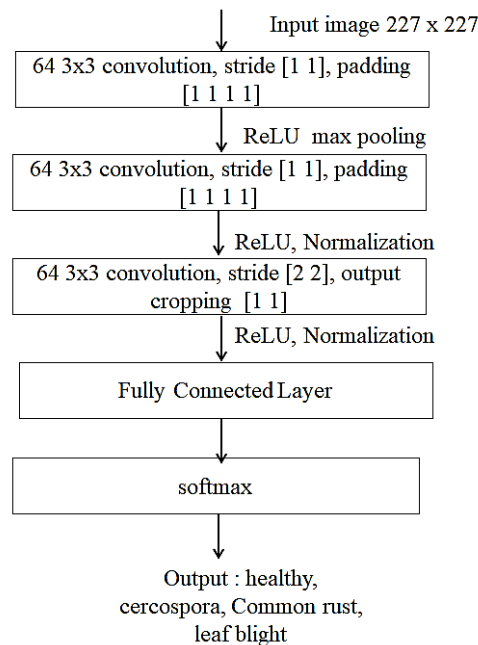 Input image 227 x 227
64 3x3 convolution, stride [1 1], padding
[1 1 1 1]
ReLU max pooling
64 3x3 convolution, stride [1 1], padding
[1 1 1 1]
ReLU, Normalization
64 3x3 convolution, stride [2 2], output
cropping [1 1]
ReLU, Normalization
Fully Connected Layer
softmax
Output : healthy,
cercospora, Common rust,
leaf blight